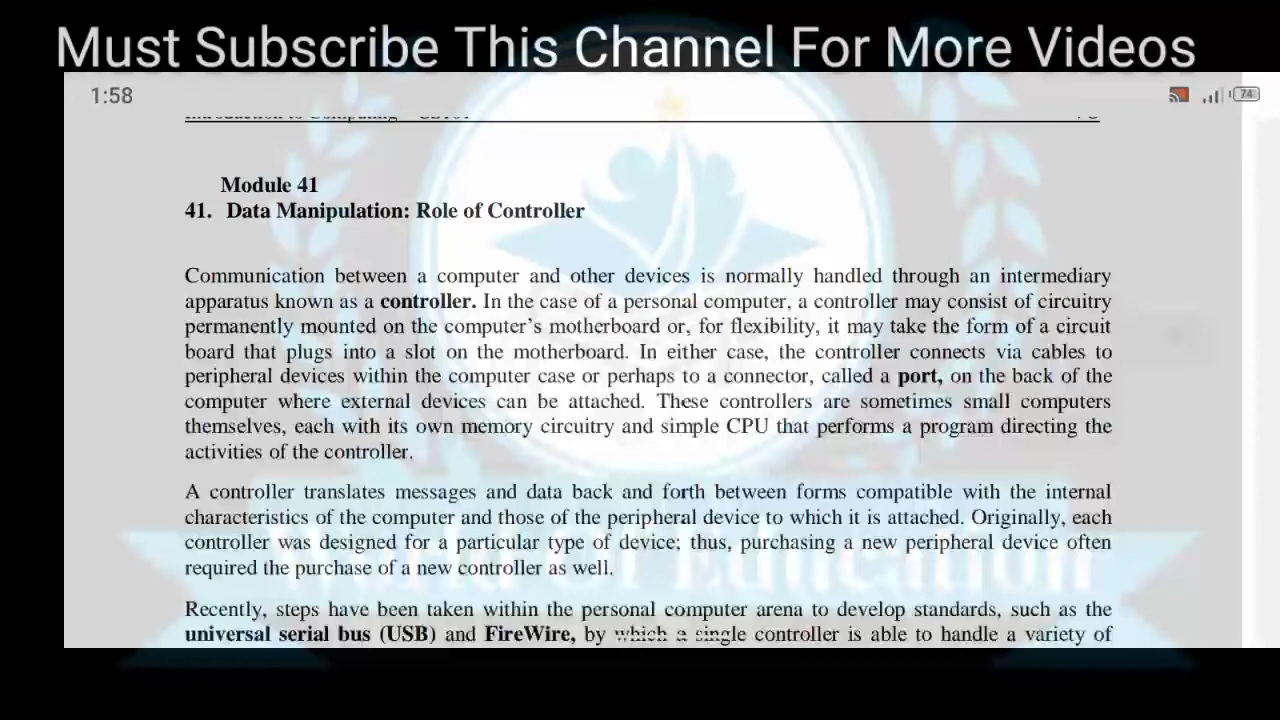 Must Subscribe This Channel For More Videos
1:58
74
Module 41
41. Data Manipulation: Role of Controller
Communication between a computer and other devices is normally handled through an intermediary
apparatus known as a controller. In the case of a personal computer, a controller may consist of circuitry
permanently mounted on the computer's motherboard or, for flexibility, it may take the form of a circuit
board that plugs into a slot on the motherboard. In either case, the controller connects via cables to
peripheral devices within the computer case or perhaps to a connector, called a port, on the back of the
computer where external devices can be attached. These controllers are sometimes small computers
themselves, each with its own memory circuitry and simple CPU that performs a program directing the
activities of the controller.
A controller translates messages and data back and forth between forms compatible with the internal
characteristics of the computer and those of the peripheral device to which it is attached. Originally, each
controller was designed for a particular type of device; thus, purchasing a new peripheral device often
required the purchase of a new controller as well.
Recently, steps have been taken within the personal computer arena to develop standards, such as the
universal serial bus (USB) and FireWire, by which a single controller is able to handle a variety of